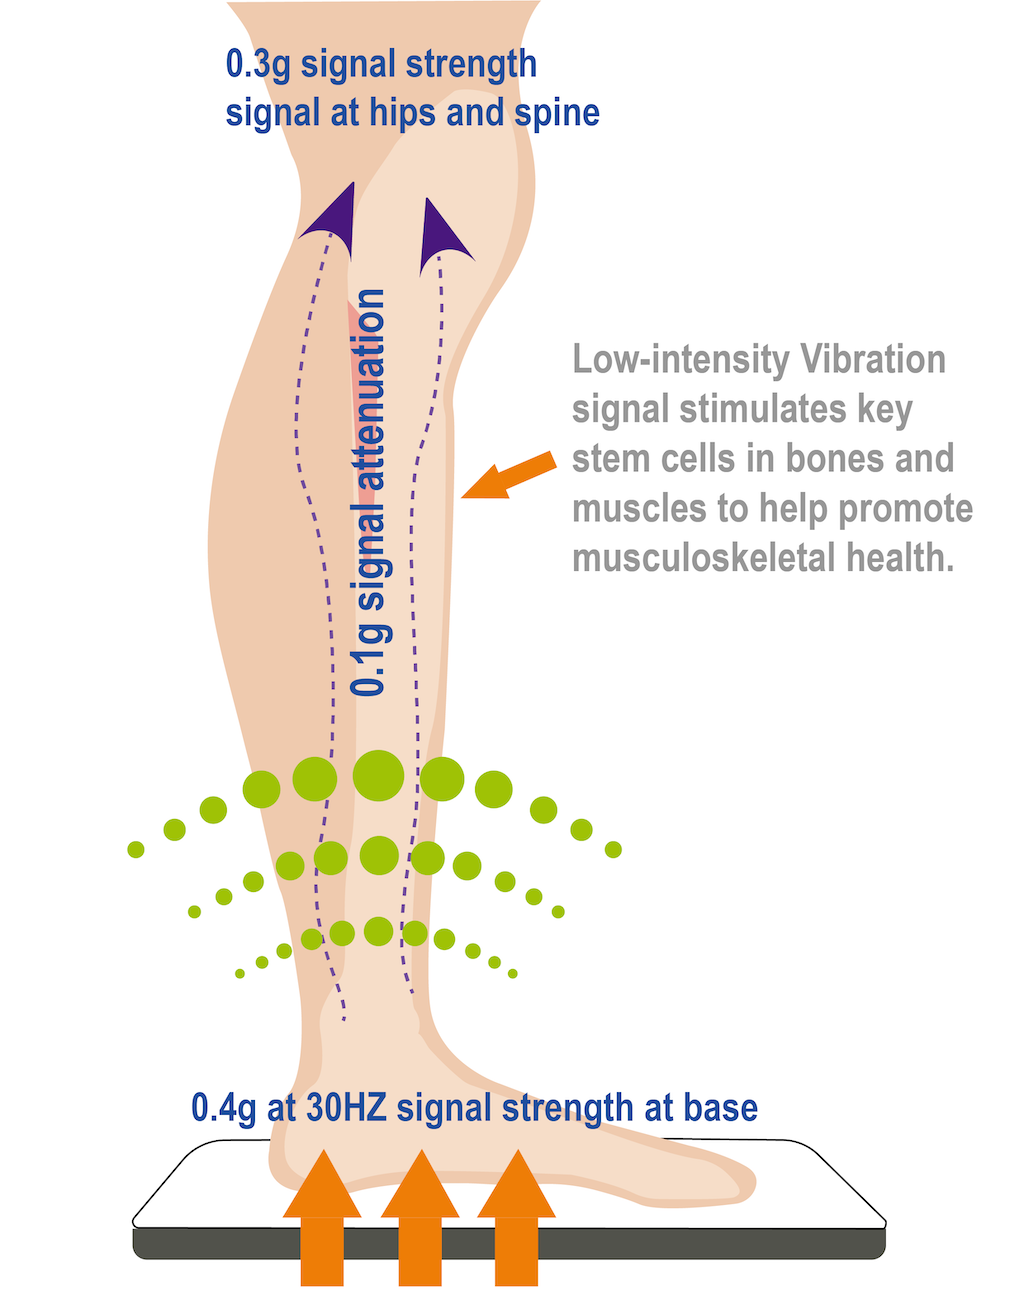 0.3g signal strength
signal at hips and spine
0.1g signal attenuation
Low-intensity Vibration
signal stimulates key
stem cells in bones and
muscles to help promote
musculoskeletal health.
0.4g at 30HZ signal strength at base